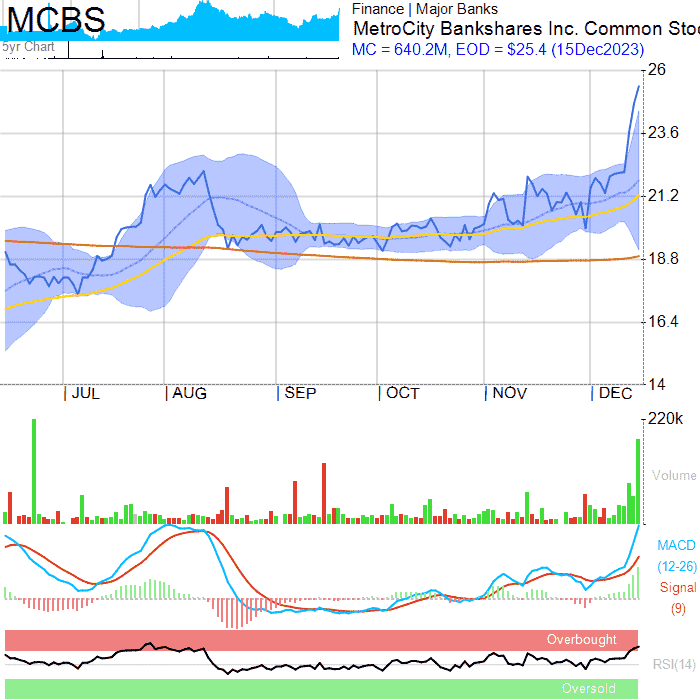 MCBS
5yr Chart
Finance | Major Banks
MetroCity Bankshares Inc. Common Stoc
MC = 640.2M, EOD = $25.4 (15Dec2023)
26
23.6
21.2
18.8
16.4
14
| JUL | AUG | SEP | OCT | NOV | DEC
220k
Volume
MACD
(12-26)
Signal
(9)
Overbought
RSI(14)
Oversold